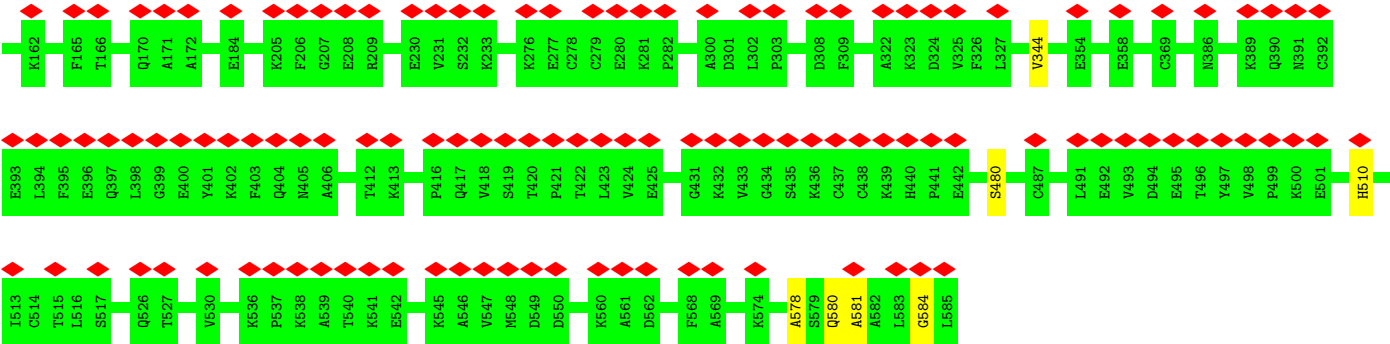 K162 F165 T166 Q170 A171 A172 E184 K205 F206 G207 E208 R209 E230 V231 S232 K233 K276 E277 C278 C279 E280 K281 P282 A300 D301 L302 P303 D308 F309 A322 K323 D324 V325 F326 L327 V344 E354 E358 C369 N386 K389 Q390 N391 C392
E393 L394 F395 E396 Q397 L398 G399 E400 Y401 K402 F403 Q404 N405 A406 T412 K413 P416 Q417 V418 S419 T420 P421 T422 L423 V424 E425 G431 K432 V433 G434 S435 K436 C437 C438 K439 H440 P441 E442 S480 C487 L491 E492 V493 D494 E495 T496 Y497 V498 P499 K500 E501 H510
I513 C514 T515 L516 S517 Q526 T527 V530 K536 P537 K538 A539 T540 K541 E542 K545 A546 V547 M548 D549 D550 K560 A561 D562 F568 A569 K574 A578 S579 Q580 A581 A582 L583 G584 L585